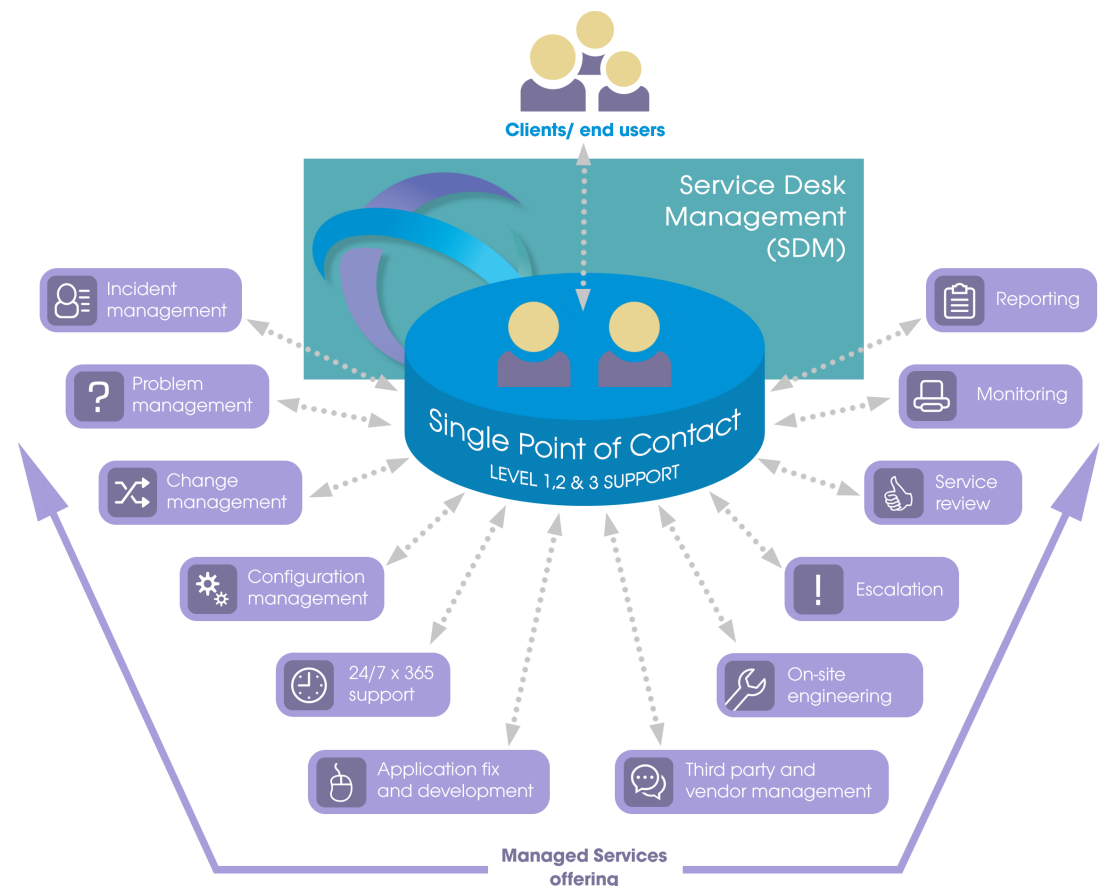 Clients/ end users
Service Desk
Management
(SDM)
Incident
management
Reporting
Problem
management
Monitoring
Single Point of Contact
LEVEL 1,2 & 3 SUPPORT
Change
management
Service
review
Configuration
management
Escalation
24/7 x 365
support
On-site
engineering
Application fix
and development
Third party and
vendor management
Managed Services
offering